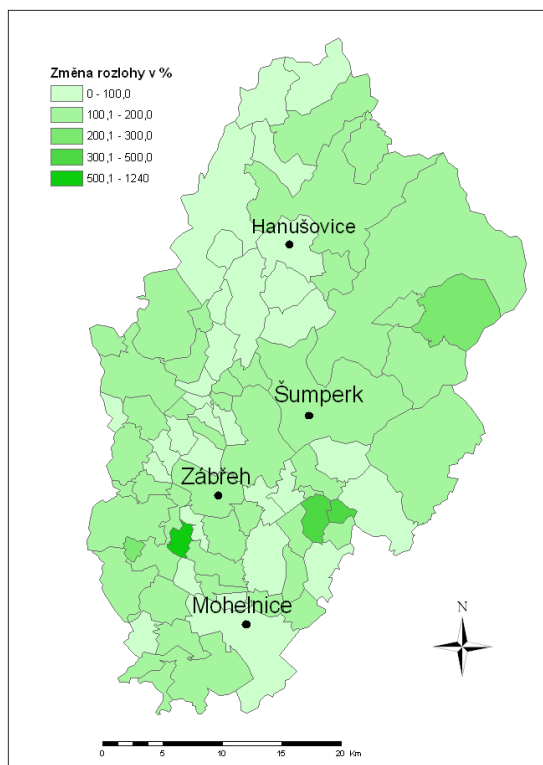 Změna rozlohy v %
0 - 100,0
100,1 - 200,0
200,1 - 300,0
300,1 - 500,0
500,1 - 1240
Hanušovice
Šumperk
Zábřeh
Mohelnice
N
0 5 10 20 Km